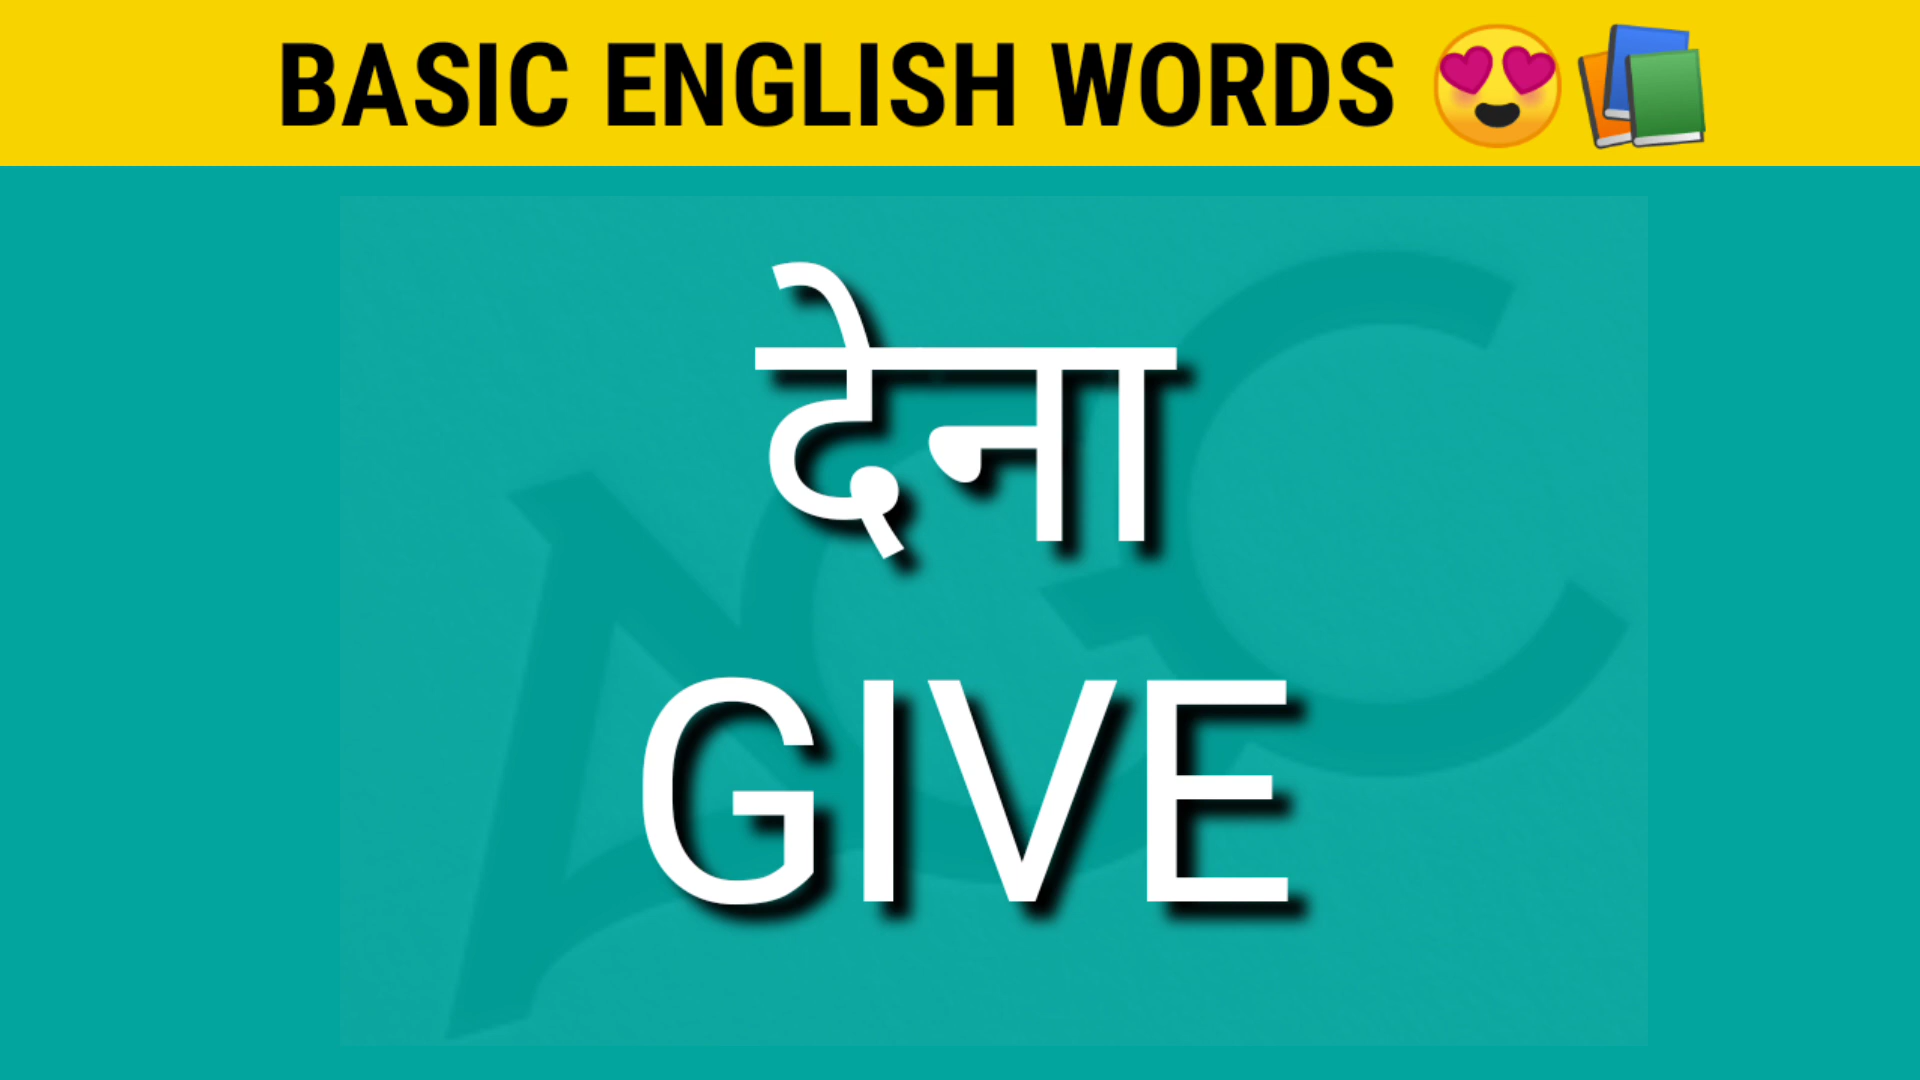 BASIC ENGLISH WORDS 😍📚
देना
GIVE